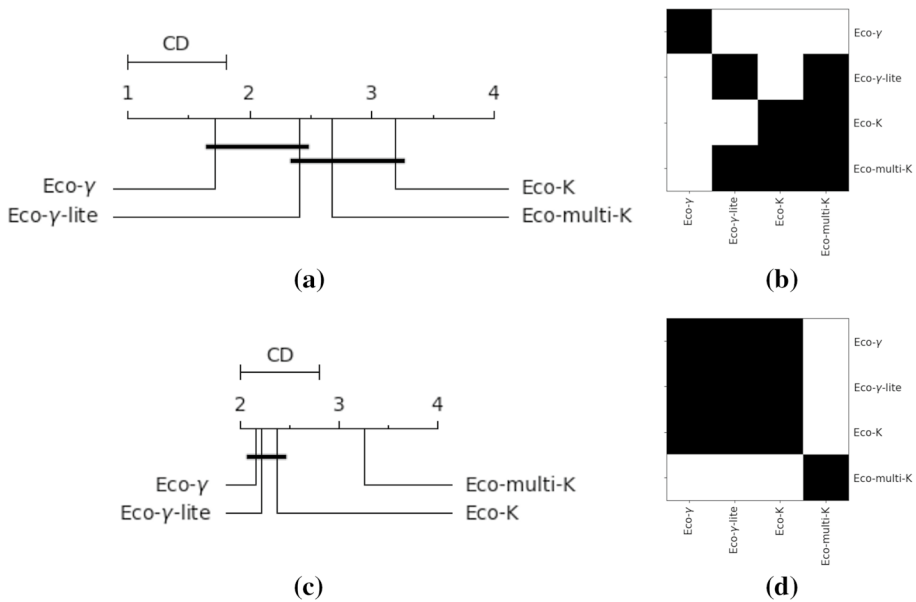 CD
1 2 3 4
Eco-γ
Eco-γ-lite
Eco-K
Eco-multi-K
(a)
Eco-γ
Eco-γ-lite
Eco-K
Eco-multi-K
Eco-γ
Eco-γ-lite
Eco-K
Eco-multi-K
(b)
CD
2 3 4
Eco-γ
Eco-γ-lite
Eco-multi-K
Eco-K
(c)
Eco-γ
Eco-γ-lite
Eco-K
Eco-multi-K
Eco-γ
Eco-γ-lite
Eco-K
Eco-multi-K
(d)